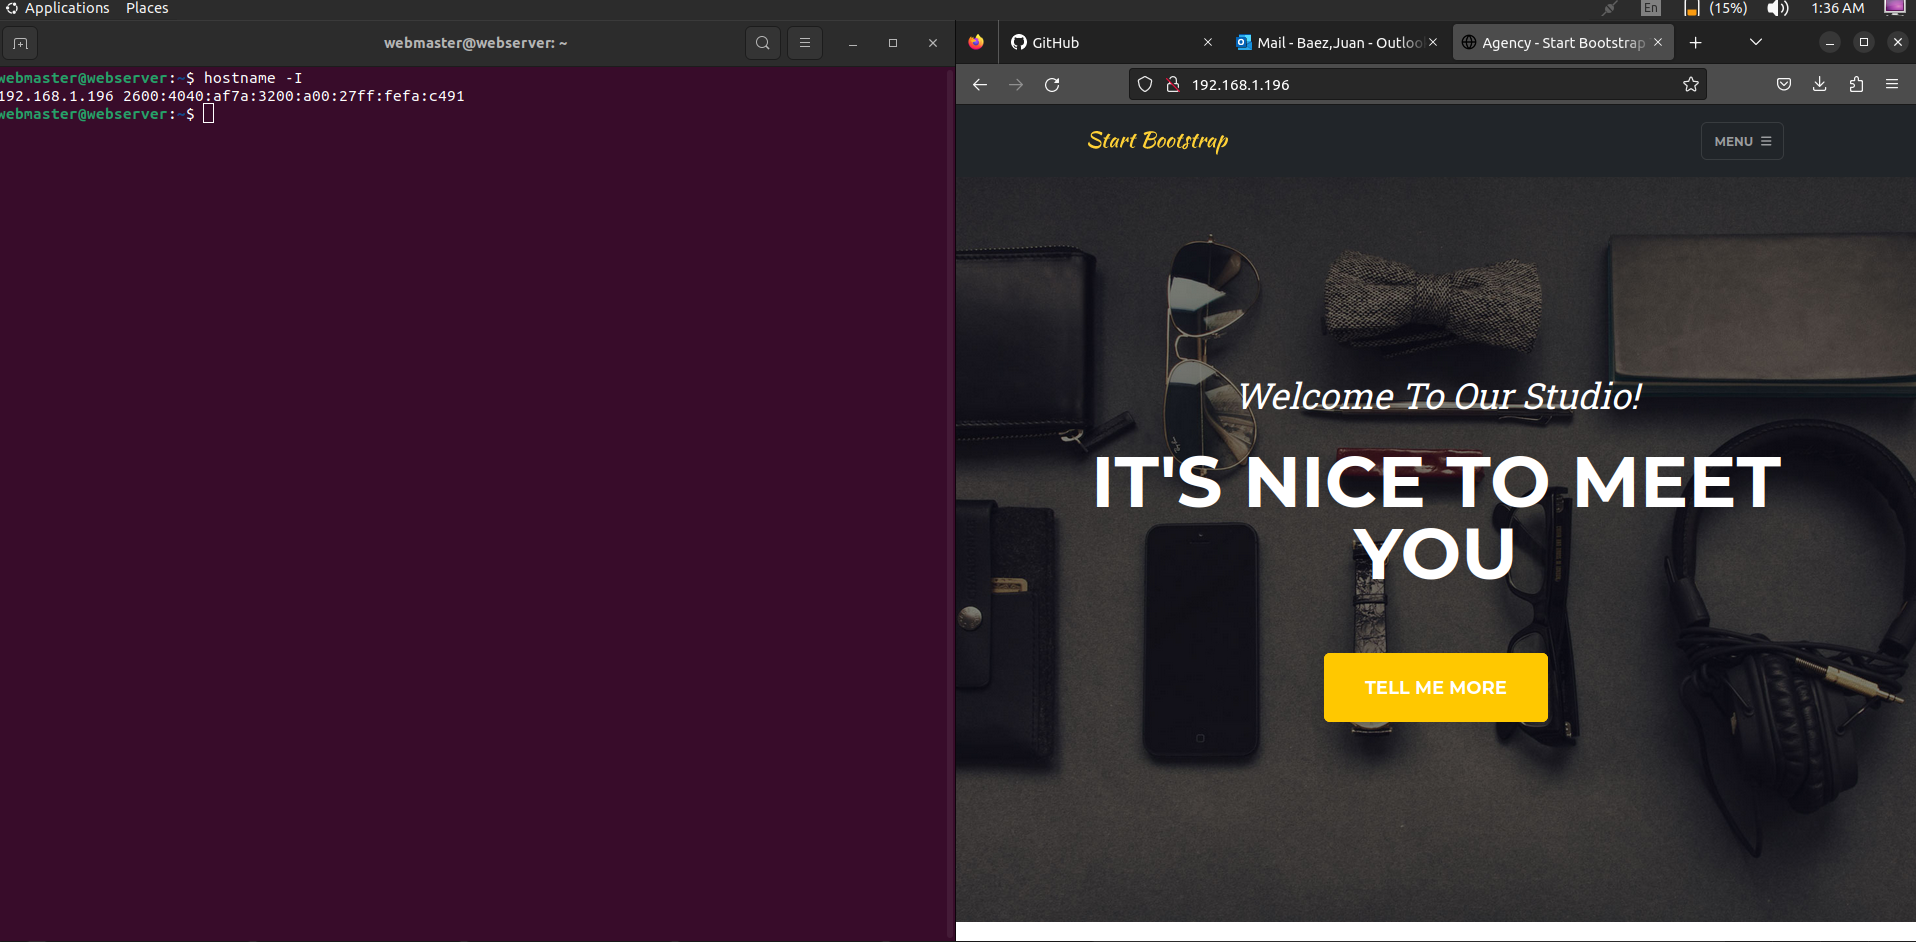 Applications Places
En (15%) 1:36 AM
webmaster@webserver: ~
webmaster@webserver:~$ hostname -I
192.168.1.196 2600:4040:af7a:3200:a00:27ff:fefa:c491
webmaster@webserver:~$
GitHub
Mail - Baez,Juan - Outloo
Agency - Start Bootstrap
192.168.1.196
Start Bootstrap
MENU
Welcome To Our Studio!
IT'S NICE TO MEET
YOU
TELL ME MORE